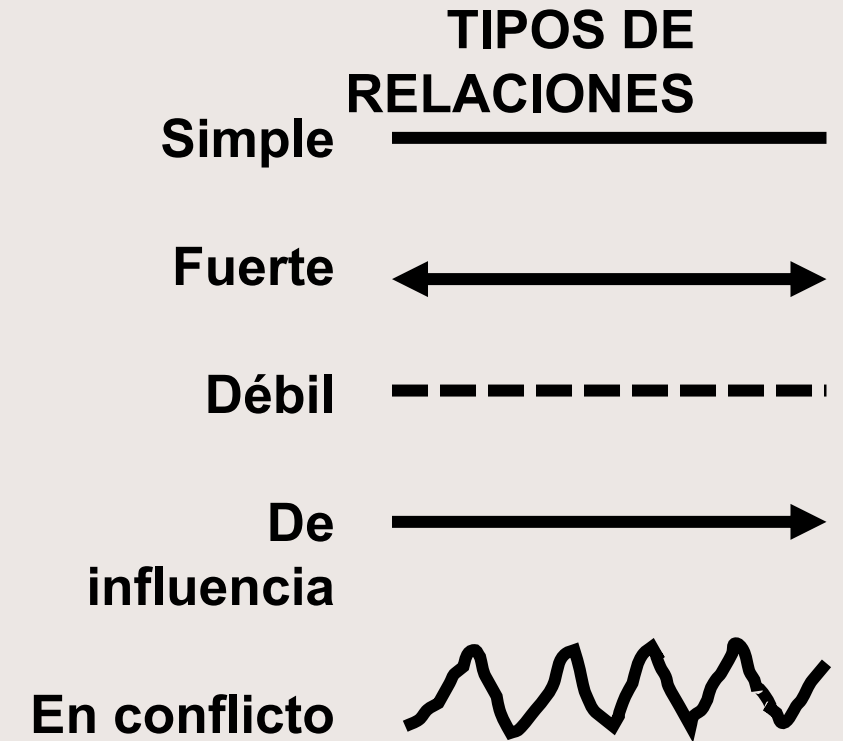 TIPOS DE
RELACIONES
Simple
Fuerte
Débil
De
influencia
En conflicto